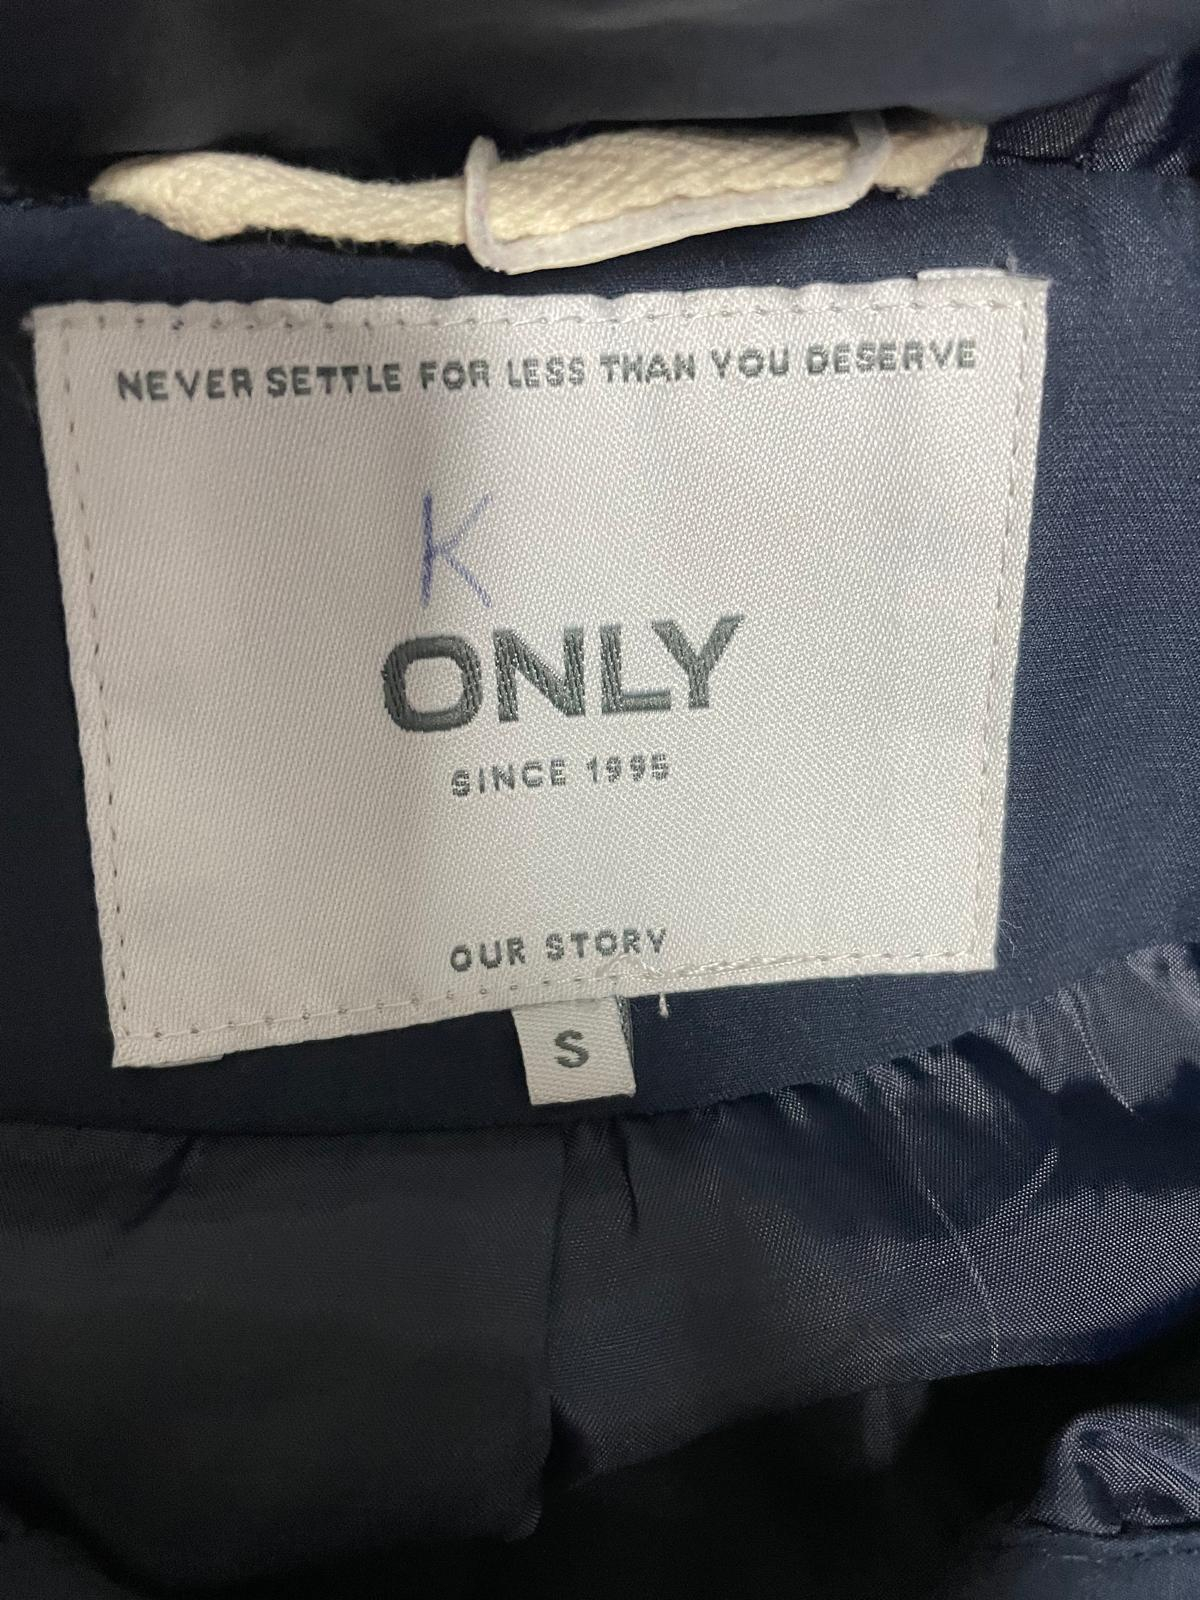 NEVER SETTLE FOR LESS THAN YOU DESERVE
K
ONLY
SINCE 1995
OUR STORY
S